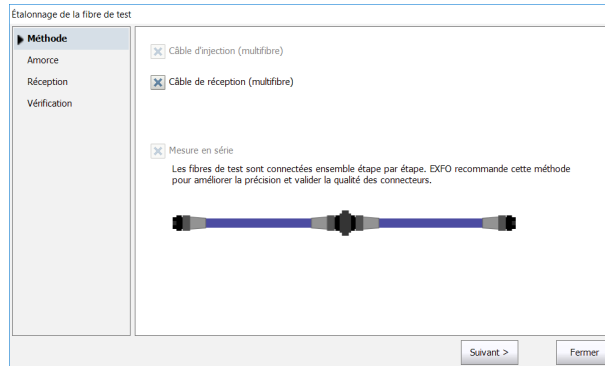 Étalonnage de la fibre de test
Méthode
Amorce
Réception
Vérification
Câble d'injection (multifibre)
Câble de réception (multifibre)
Mesure en série
Les fibres de test sont connectées ensemble étape par étape. EXFO recommande cette méthode
pour améliorer la précision et valider la qualité des connecteurs.
Suivant >
Fermer